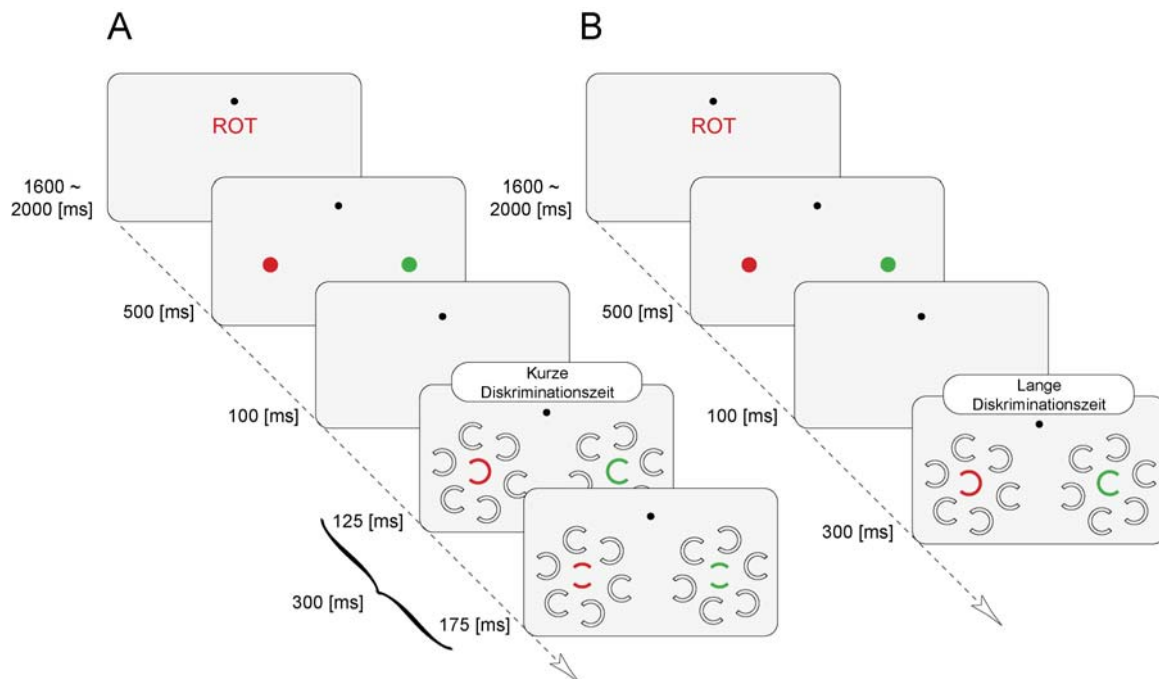 A
ROT
1600 ~
2000 [ms]
500 [ms]
100 [ms]
Kurze
Diskriminationszeit
125 [ms]
300 [ms]
175 [ms]
B
ROT
1600 ~
2000 [ms]
500 [ms]
100 [ms]
Lange
Diskriminationszeit
300 [ms]